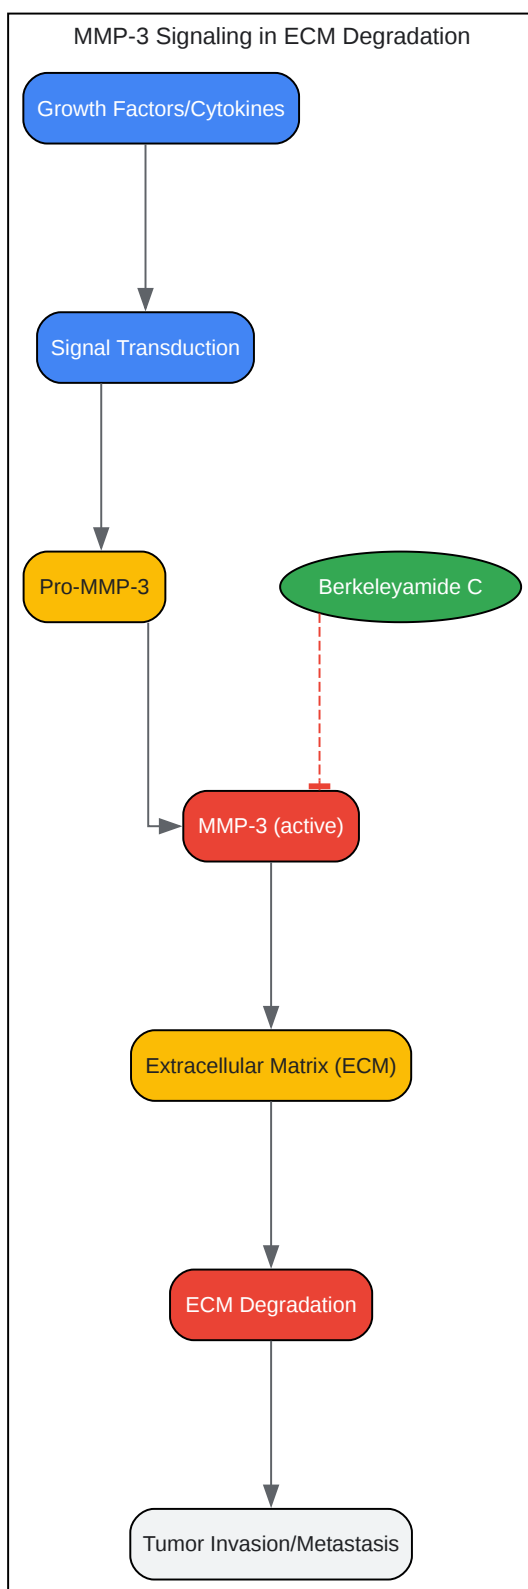 MMP-3 Signaling in ECM Degradation
Growth Factors/Cytokines
Signal Transduction
Pro-MMP-3
Berkeleyamide C
MMP-3 (active)
Extracellular Matrix (ECM)
ECM Degradation
Tumor Invasion/Metastasis